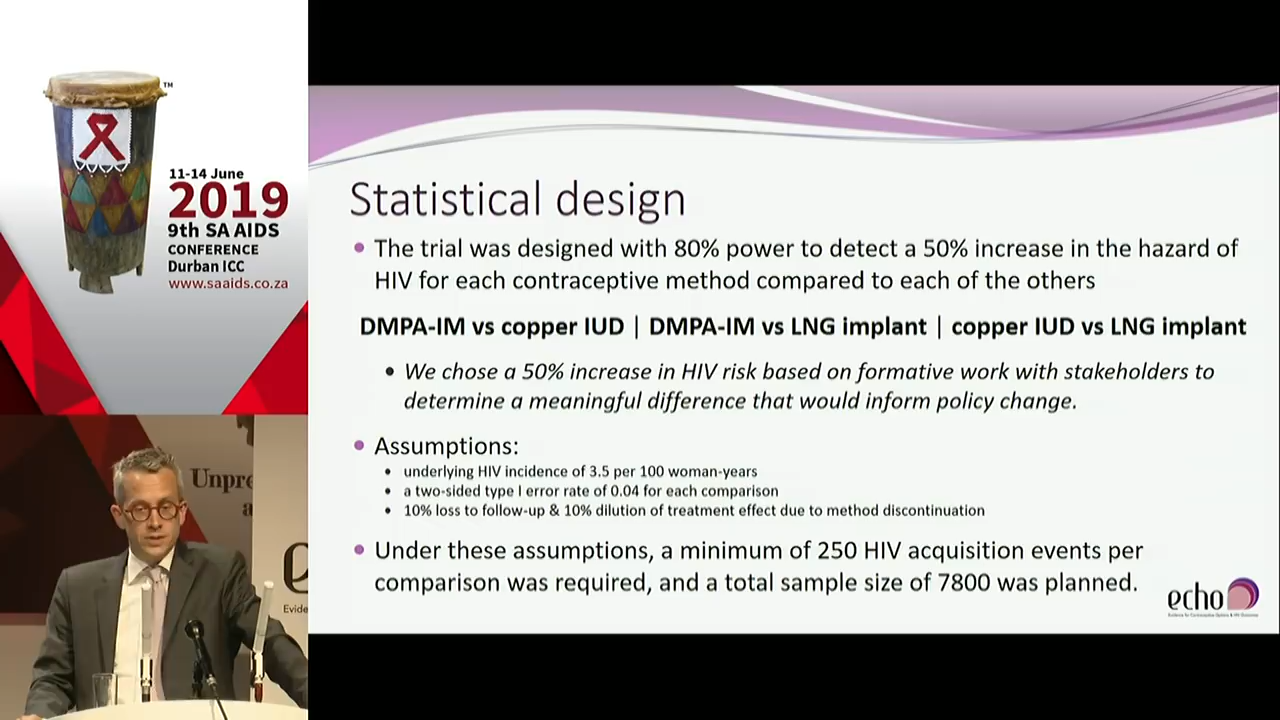 TM
11-14 June
2019
9th SA AIDS
CONFERENCE
Durban ICC
www.saaids.co.za
Unpre
a
e
Evide
Statistical design
• The trial was designed with 80% power to detect a 50% increase in the hazard of
HIV for each contraceptive method compared to each of the others
DMPA-IM vs copper IUD | DMPA-IM vs LNG implant | copper IUD vs LNG implant
• We chose a 50% increase in HIV risk based on formative work with stakeholders to
determine a meaningful difference that would inform policy change.
• Assumptions:
• underlying HIV incidence of 3.5 per 100 woman-years
• a two-sided type I error rate of 0.04 for each comparison
• 10% loss to follow-up & 10% dilution of treatment effect due to method discontinuation
• Under these assumptions, a minimum of 250 HIV acquisition events per
comparison was required, and a total sample size of 7800 was planned.
echo